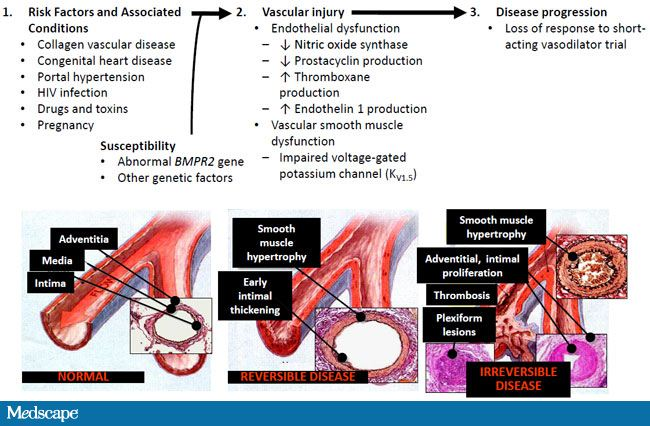 1. Risk Factors and Associated
Conditions
• Collagen vascular disease
• Congenital heart disease
• Portal hypertension
• HIV infection
• Drugs and toxins
• Pregnancy
Susceptibility
• Abnormal BMPR2 gene
• Other genetic factors
2. Vascular injury
• Endothelial dysfunction
– ↓ Nitric oxide synthase
– ↓ Prostacyclin production
– ↑ Thromboxane
production
– ↑ Endothelin 1 production
• Vascular smooth muscle
dysfunction
– Impaired voltage-gated
potassium channel (KV1.5)
3. Disease progression
• Loss of response to short-
acting vasodilator trial
Adventitia
Media
Intima
NORMAL
Smooth
muscle
hypertrophy
Early
intimal
thickening
REVERSIBLE DISEASE
Smooth muscle
hypertrophy
Adventitial, intimal
proliferation
Thrombosis
Plexiform
lesions
IRREVERSIBLE
DISEASE
Medscape